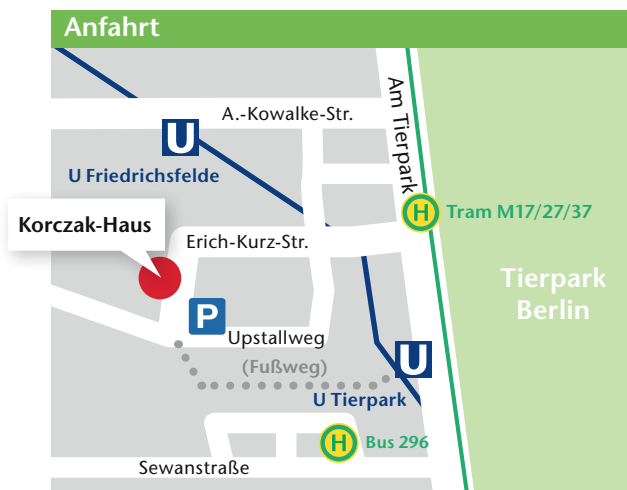 Anfahrt
A.-Kowalke-Str.
Am Tierpark
U
U Friedrichsfelde
H
Tram M17/27/37
Korczak-Haus
Erich-Kurz-Str.
Tierpark
Berlin
P
Upstallweg
(Fußweg)
U
U Tierpark
H
Bus 296
Sewanstraße